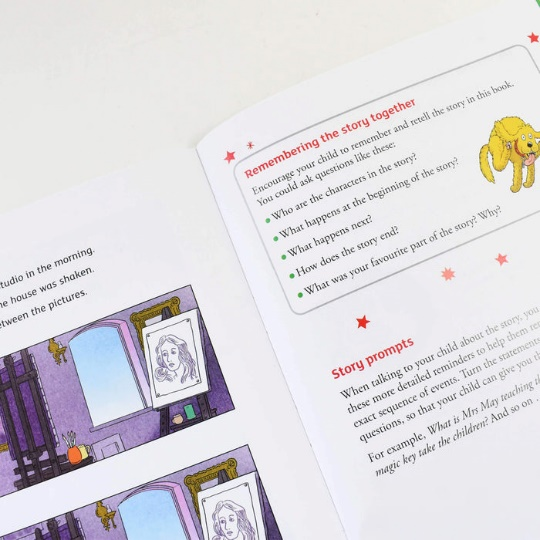 tudio in the morning.
he house was shaken.
etween the pictures.
Remembering the story together
Encourage your child to remember and retell the story in this book.
You could ask questions like these:
• Who are the characters in the story?
• What happens at the beginning of the story?
• What happens next?
• How does the story end?
• What was your favourite part of the story? Why?
Story prompts
When talking to your child about the story, you
these more detailed reminders to help them
exact sequence of events. Turn the statements
questions, so that your child can give you
For example, What is Mrs May teaching
magic key take the children? And so on